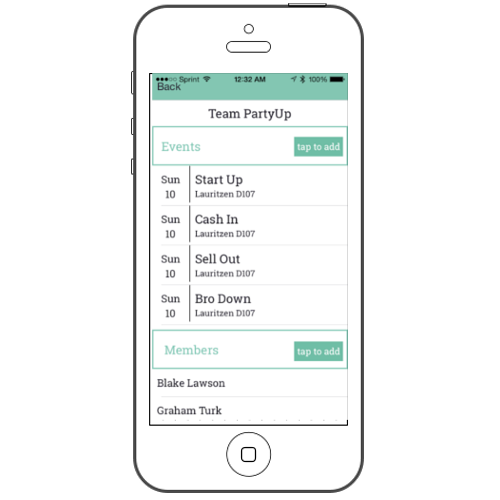 Sprint 12:32 AM 100%
Back
Team PartyUp
Events tap to add
Sun 10 Start Up
Lauritzen D107
Sun 10 Cash In
Lauritzen D107
Sun 10 Sell Out
Lauritzen D107
Sun 10 Bro Down
Lauritzen D107
Members tap to add
Blake Lawson
Graham Turk